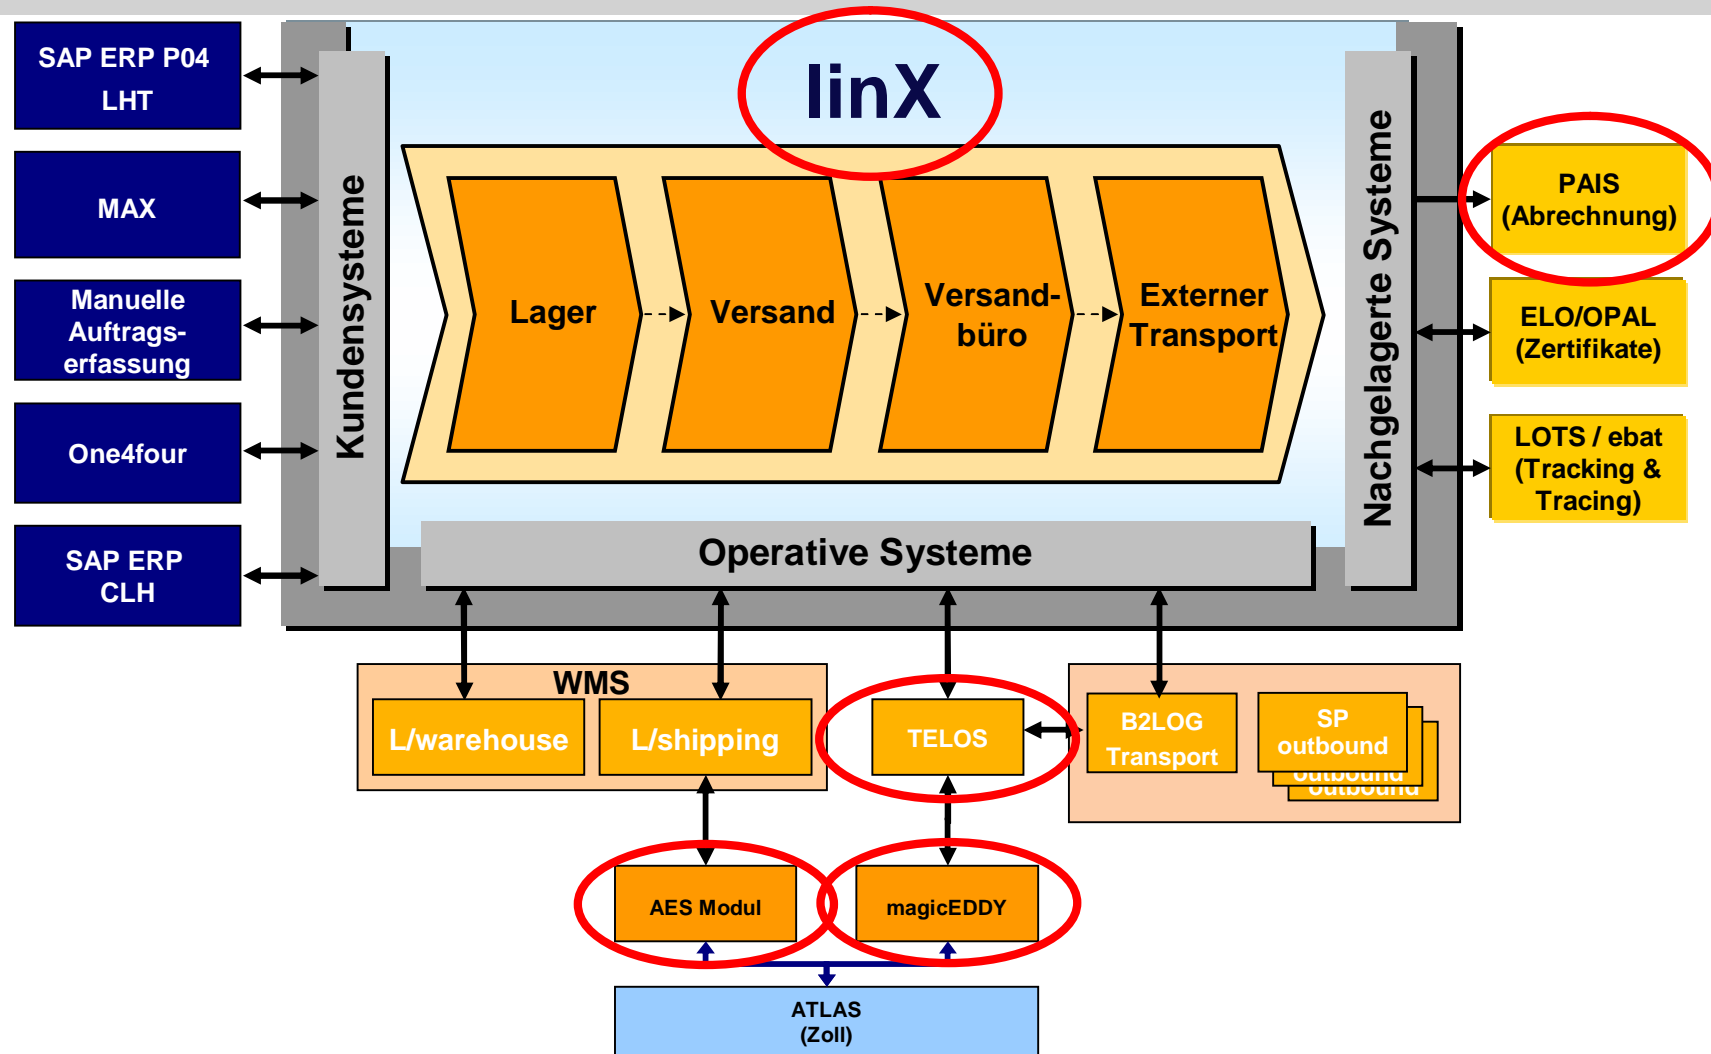 SAP ERP P04
LHT
MAX
Manuelle
Auftrags-
erfassung
One4four
SAP ERP
CLH
Kundensysteme
linX
Lager
Versand
Versand-
büro
Externer
Transport
Operative Systeme
Nachgelagerte Systeme
PAIS
(Abrechnung)
ELO/OPAL
(Zertifikate)
LOTS / ebat
(Tracking &
Tracing)
WMS
L/warehouse
L/shipping
TELOS
B2LOG
Transport
SP
outbound
outbound
outbound
AES Modul
magicEDDY
ATLAS
(Zoll)